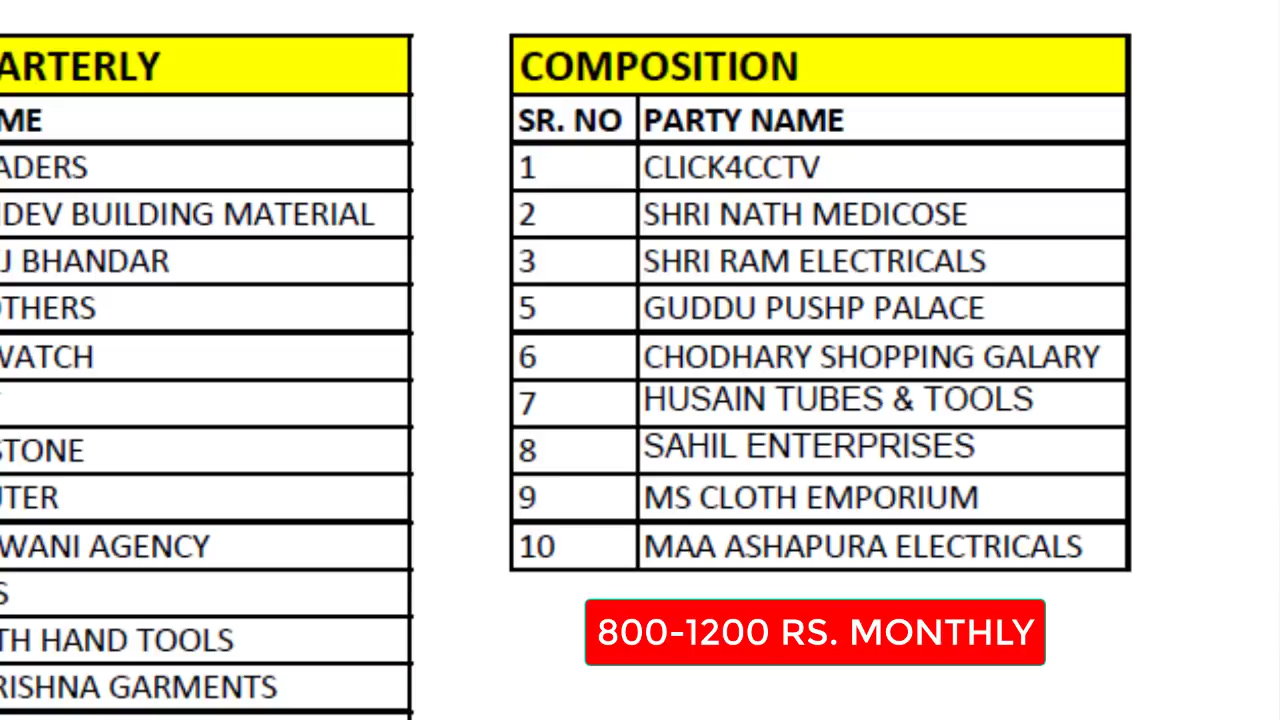 ARTERLY
ME
ADERS
DEV BUILDING MATERIAL
J BHANDAR
OTHERS
WATCH
STONE
UTER
WANI AGENCY
S
TH HAND TOOLS
RISHNA GARMENTS
COMPOSITION
SR. NO PARTY NAME
1 CLICK4CCTV
2 SHRI NATH MEDICOSE
3 SHRI RAM ELECTRICALS
5 GUDDU PUSHP PALACE
6 CHODHARY SHOPPING GALARY
7 HUSAIN TUBES & TOOLS
8 SAHIL ENTERPRISES
9 MS CLOTH EMPORIUM
10 MAA ASHAPURA ELECTRICALS
800-1200 RS. MONTHLY